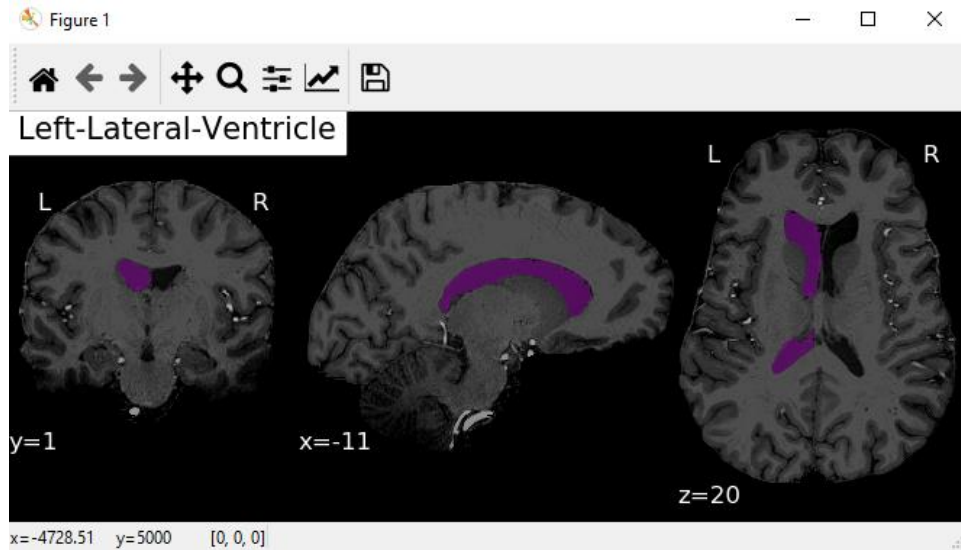 Figure 1
Left-Lateral-Ventricle
L R
y=1
x=-11
L R
z=20
x=-4728.51 y=5000 [0, 0, 0]